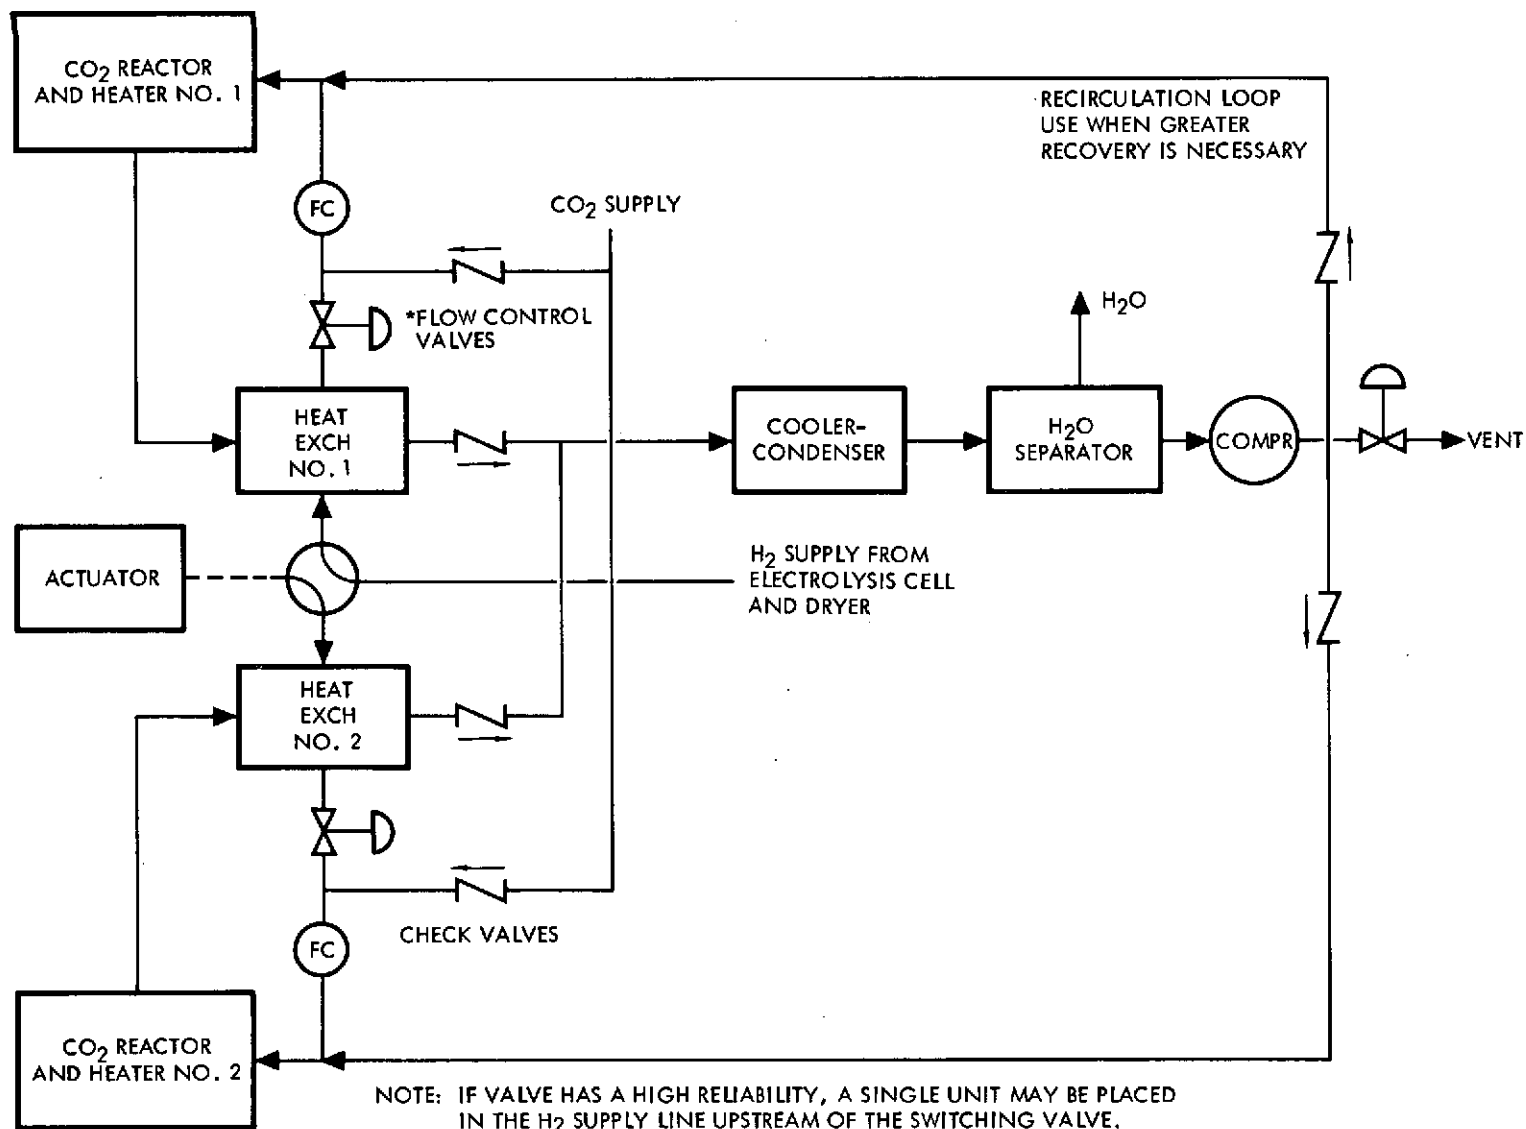 CO2 REACTOR
AND HEATER NO. 1
RECIRCULATION LOOP
USE WHEN GREATER
RECOVERY IS NECESSARY
FC
CO2 SUPPLY
*FLOW CONTROL
VALVES
H2O
HEAT
EXCH
NO. 1
COOLER-
CONDENSER
H2O
SEPARATOR
COMPR
VENT
ACTUATOR
H2 SUPPLY FROM
ELECTROLYSIS CELL
AND DRYER
HEAT
EXCH
NO. 2
CHECK VALVES
FC
CO2 REACTOR
AND HEATER NO. 2
NOTE: IF VALVE HAS A HIGH RELIABILITY, A SINGLE UNIT MAY BE PLACED
IN THE H2 SUPPLY LINE UPSTREAM OF THE SWITCHING VALVE.